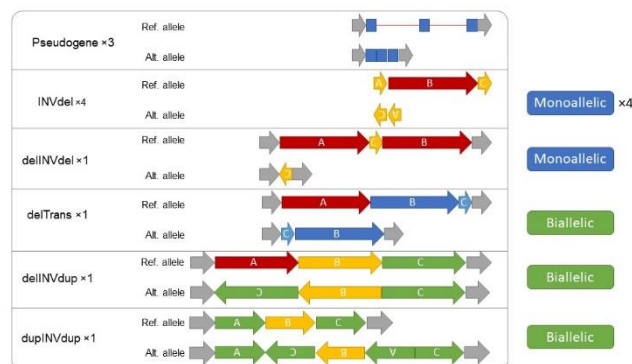 Pseudogene ×3
Ref. allele
Alt. allele
INVdel ×4
Ref. allele
A B C
Alt. allele
C A
Monoallelic ×4
delINVdel ×1
Ref. allele
A C B
Alt. allele
C
Monoallelic
delTrans ×1
Ref. allele
A B C
Alt. allele
C B
Biallelic
delINVdup ×1
Ref. allele
A B C
Alt. allele
C B C
Biallelic
dupINVdup ×1
Ref. allele
A B C
Alt. allele
A C B A C
Biallelic